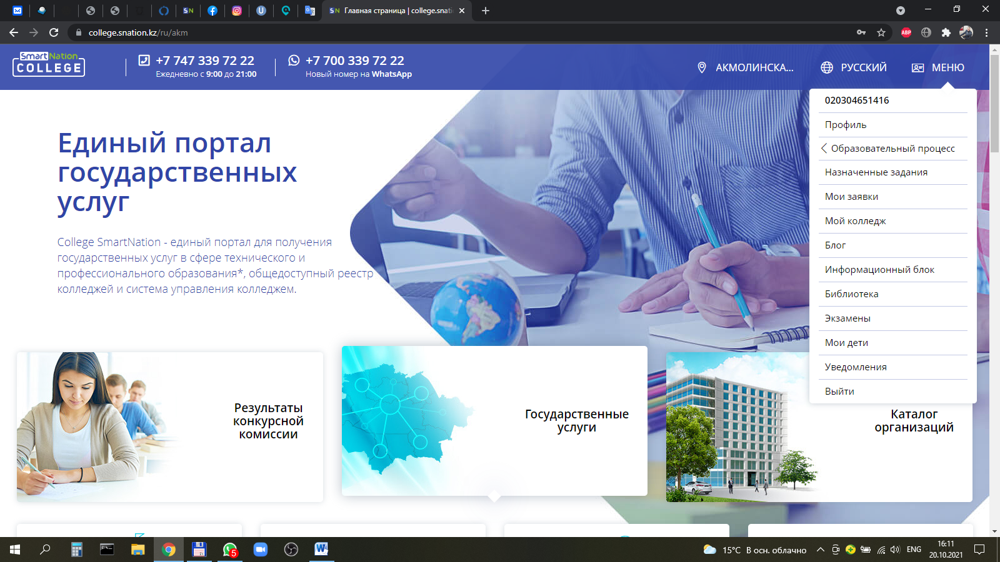 SN
Главная страница | college.snati
college.snation.kz/ru/akm
ABP
SmartNation
COLLEGE
+7 747 339 72 22
Ежедневно с 9:00 до 21:00
+7 700 339 72 22
Новый номер на WhatsApp
АКМОЛИНСКА...
РУССКИЙ
МЕНЮ
020304651416
Профиль
Образовательный процесс
Назначенные задания
Мои заявки
Мой колледж
Блог
Информационный блок
Библиотека
Экзамены
Мои дети
Уведомления
Выйти
Единый портал
государственных
услуг
College SmartNation - единый портал для получения
государственных услуг в сфере технического и
профессионального образования*, общедоступный реестр
колледжей и система управления колледжем.
Результаты
конкурсной
комиссии
Государственные
услуги
Каталог
организаций
5
15°C В осн. облачно
ENG
16:11
20.10.2021